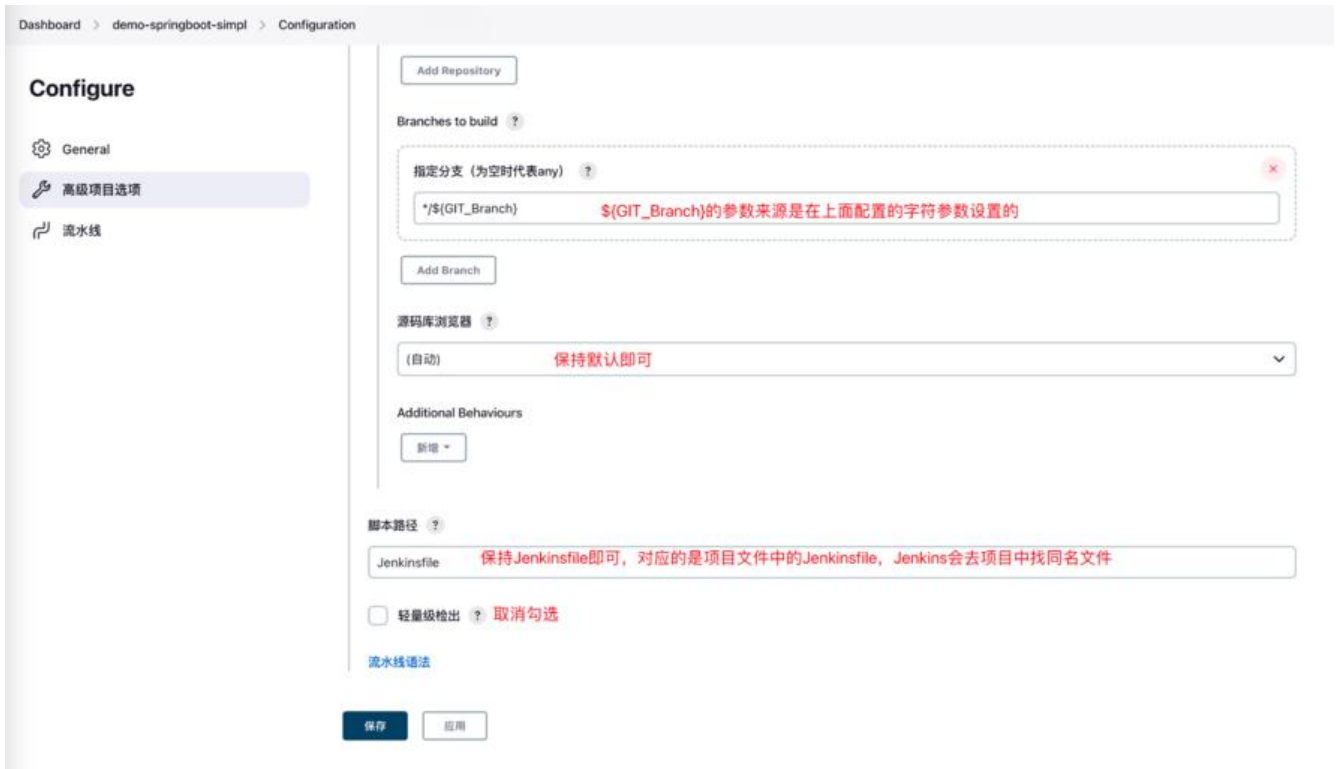 Dashboard > demo-springboot-simpl > Configuration
Configure
General
高级项目选项
流水线
Add Repository
Branches to build ?
指定分支（为空时代表any） ?
*/${GIT_Branch} ${GIT_Branch}的参数来源是在上面配置的字符参数设置的
Add Branch
源码库浏览器 ?
(自动) 保持默认即可
Additional Behaviours
新增
脚本路径 ?
Jenkinsfile 保持Jenkinsfile即可，对应的是项目文件中的Jenkinsfile，Jenkins会去项目中找同名文件
轻量级检出 ? 取消勾选
流水线语法
保存 应用